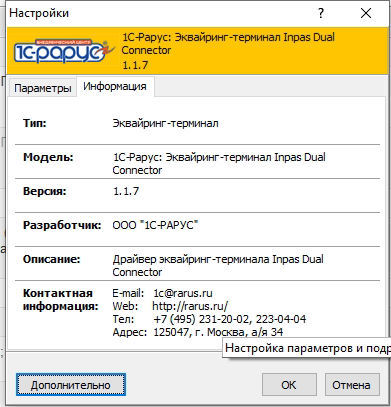 Настройки
?
ВНЕДРЕНЧЕСКИЙ ЦЕНТР
1С-РАРУС
1С-Рарус: Эквайринг-терминал Inpas Dual
Connector
1.1.7
Параметры Информация
Тип: Эквайринг-терминал
Модель: 1С-Рарус: Эквайринг-терминал Inpas Dual
Connector
Версия: 1.1.7
Разработчик: ООО "1С-РАРУС"
Описание: Драйвер эквайринг-терминала Inpas Dual
Connector
Контактная информация: E-mail: 1c@rarus.ru
Web: http://rarus.ru/
Тел: +7 (495) 231-20-02, 223-04-04
Адрес: 125047, г. Москва, а/я 34
Настройка параметров и подр
Дополнительно OK Отмена